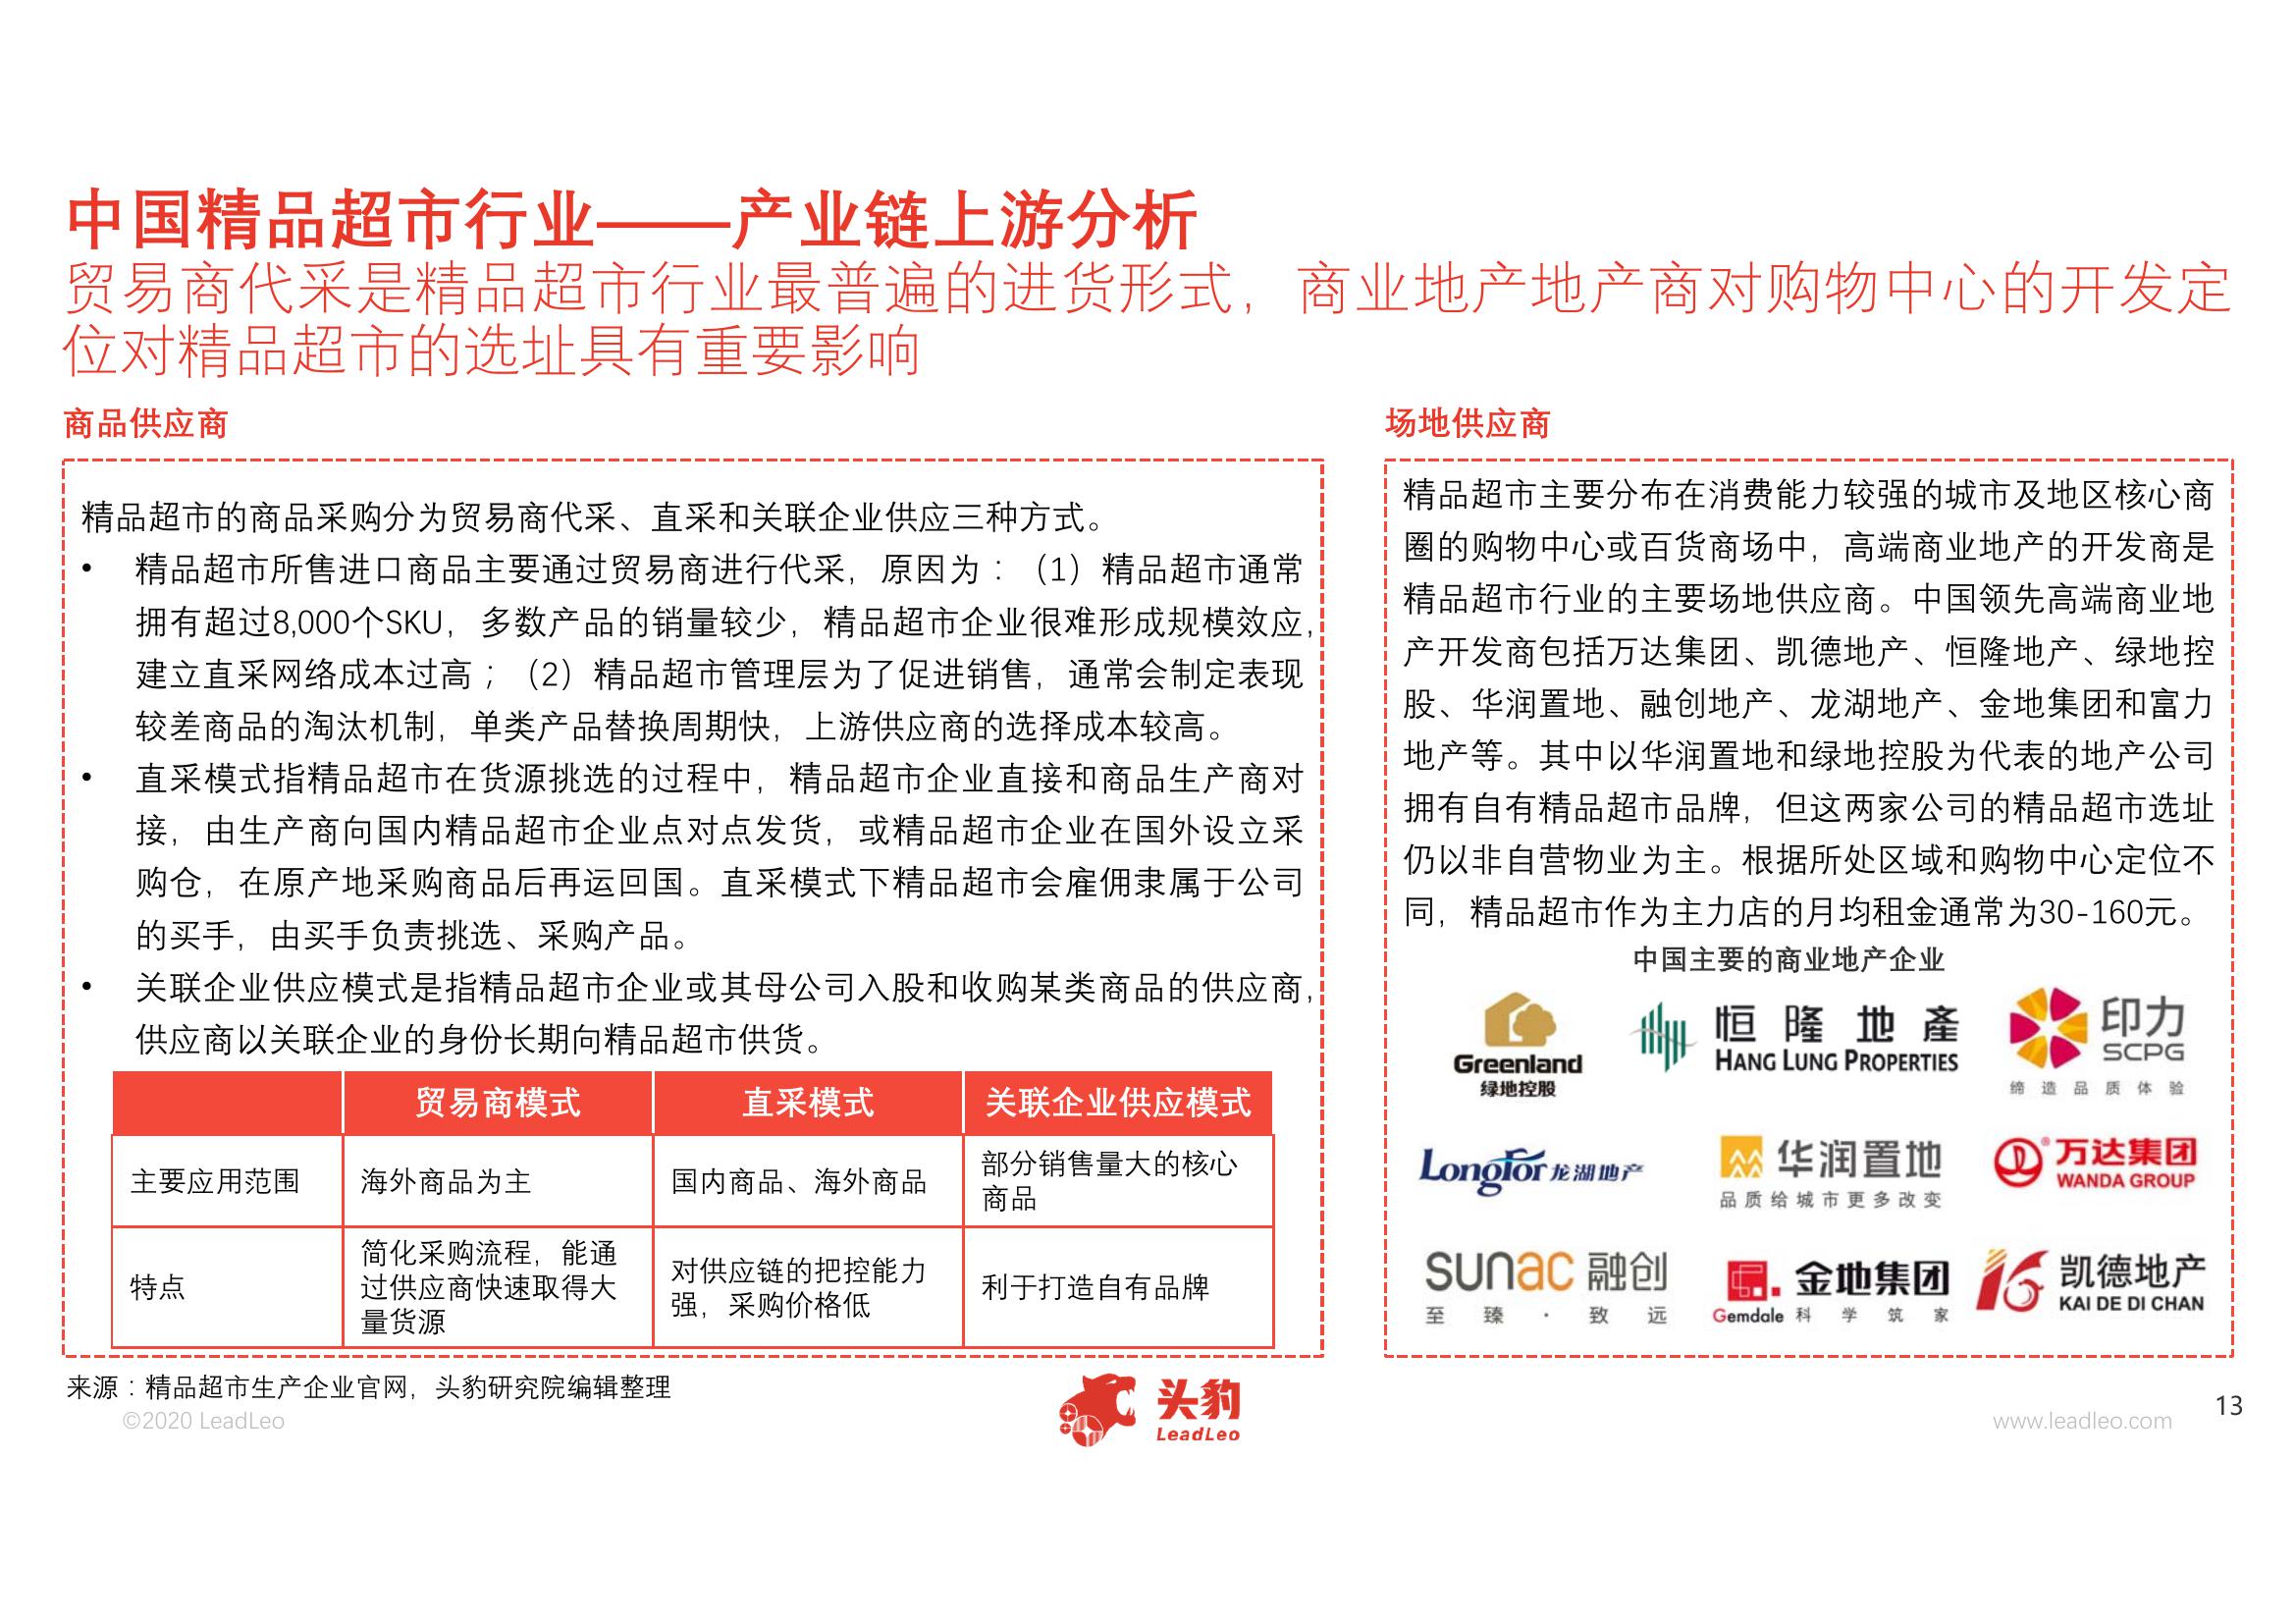 中国精品超市行业——产业链上游分析
贸易商代采是精品超市行业最普遍的进货形式，商业地产地产商对购物中心的开发定
位对精品超市的选址具有重要影响
商品供应商
精品超市的商品采购分为贸易商代采、直采和关联企业供应三种方式。
• 精品超市所售进口商品主要通过贸易商进行代采，原因为：（1）精品超市通常
拥有超过8,000个SKU，多数产品的销量较少，精品超市企业很难形成规模效应，
建立直采网络成本过高；（2）精品超市管理层为了促进销售，通常会制定表现
较差商品的淘汰机制，单类产品替换周期快，上游供应商的选择成本较高。
• 直采模式指精品超市在货源挑选的过程中，精品超市企业直接和商品生产商对
接，由生产商向国内精品超市企业点对点发货，或精品超市企业在国外设立采
购仓，在原产地采购商品后再运回国。直采模式下精品超市会雇佣隶属于公司
的买手，由买手负责挑选、采购产品。
• 关联企业供应模式是指精品超市企业或其母公司入股和收购某类商品的供应商，
供应商以关联企业的身份长期向精品超市供货。
贸易商模式 直采模式 关联企业供应模式
主要应用范围 海外商品为主 国内商品、海外商品 部分销售量大的核心
商品
特点 简化采购流程，能通
过供应商快速取得大
量货源 对供应链的把控能力
强，采购价格低 利于打造自有品牌
场地供应商
精品超市主要分布在消费能力较强的城市及地区核心商
圈的购物中心或百货商场中，高端商业地产的开发商是
精品超市行业的主要场地供应商。中国领先高端商业地
产开发商包括万达集团、凯德地产、恒隆地产、绿地控
股、华润置地、融创地产、龙湖地产、金地集团和富力
地产等。其中以华润置地和绿地控股为代表的地产公司
拥有自有精品超市品牌，但这两家公司的精品超市选址
仍以非自营物业为主。根据所处区域和购物中心定位不
同，精品超市作为主力店的月均租金通常为30-160元。
中国主要的商业地产企业
Greenland
绿地控股
恒隆地產
HANG LUNG PROPERTIES
印力
SCPG
缔造品质体验
Longfor龙湖地产
华润置地
品质给城市更多改变
®万达集团
WANDA GROUP
sunac 融创
至臻·致远
金地集团
Gemdale 科学筑家
凯德地产
KAI DE DI CHAN
来源：精品超市生产企业官网，头豹研究院编辑整理
©2020 LeadLeo
头豹
LeadLeo
www.leadleo.com
13